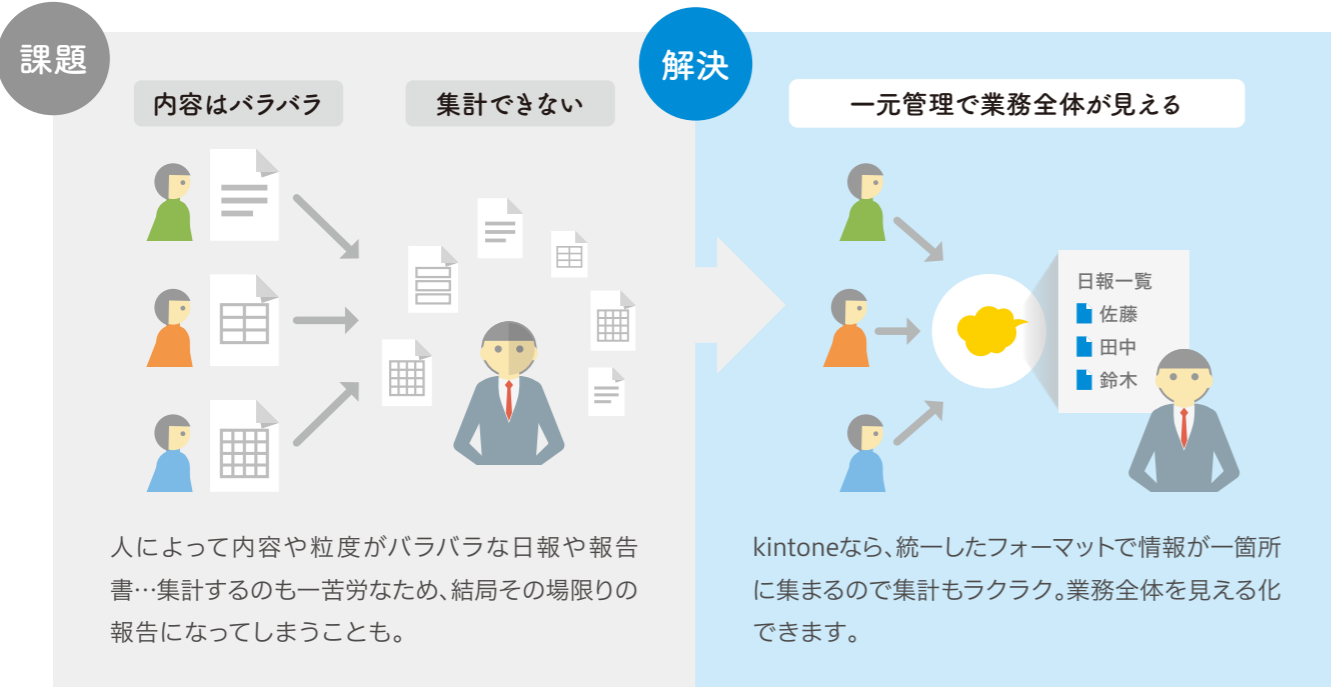 課題
内容はバラバラ
集計できない
人によって内容や粒度がバラバラな日報や報告
書…集計するのも一苦労なため、結局その場限りの
報告になってしまうことも。
解決
一元管理で業務全体が見える
日報一覧
佐藤
田中
鈴木
kintoneなら、統一したフォーマットで情報が一箇所
に集まるので集計もラクラク。業務全体を見える化
できます。